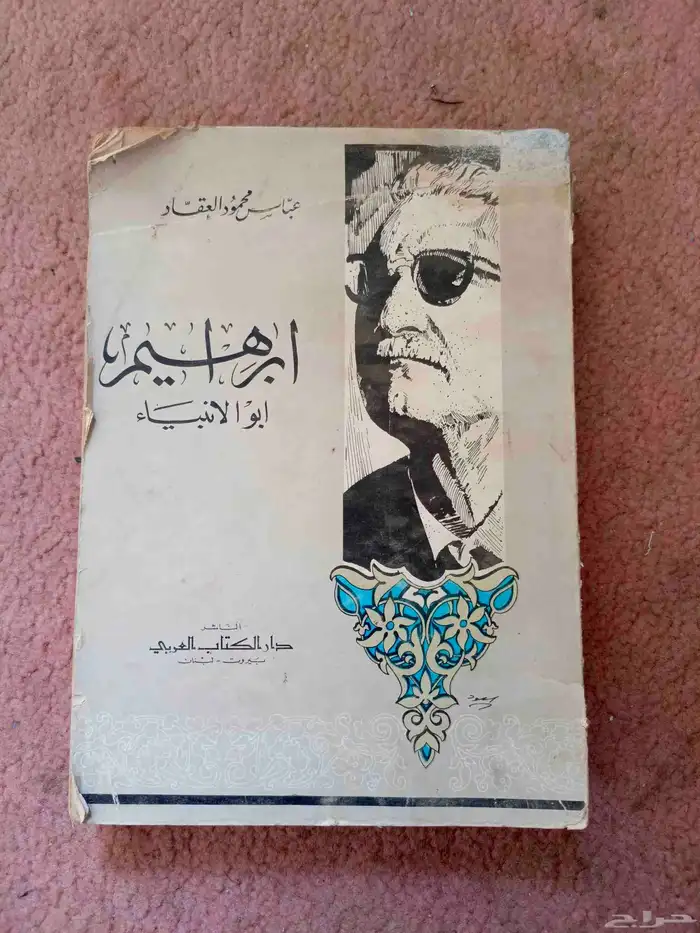 عباس محمود العقاد
ابرهيم
ابو الانبياء
الناشر
دار الكتاب العربي
بيروت - لبنان
حراج